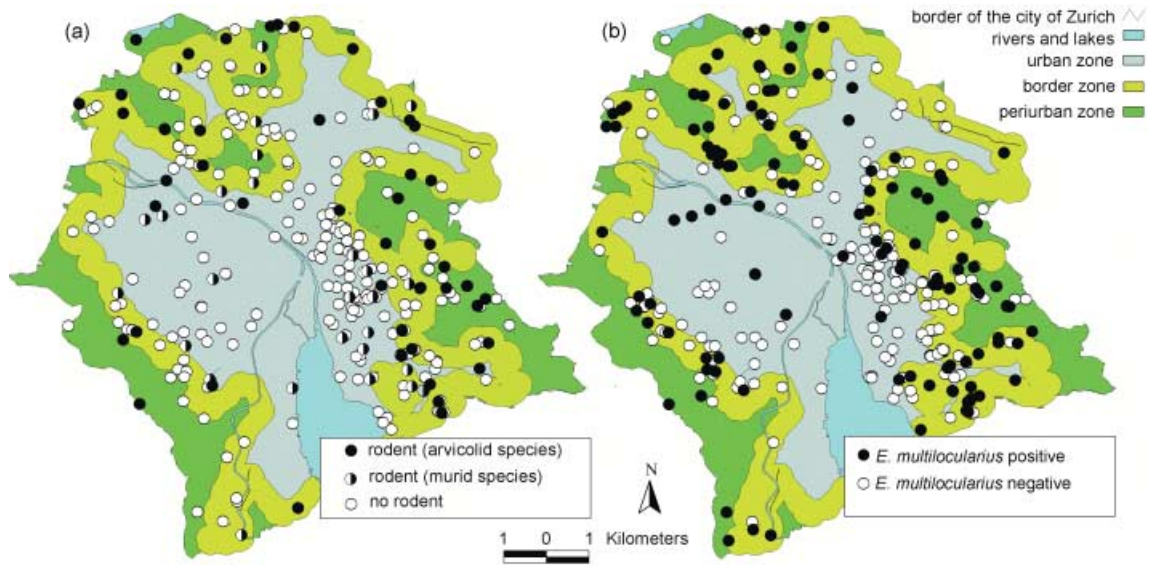 (a)
(b)
border of the city of Zurich
rivers and lakes
urban zone
border zone
periurban zone
rodent (arvicolid species)
rodent (murid species)
no rodent
N
1 0 1 Kilometers
E. multilocularius positive
E. multilocularius negative